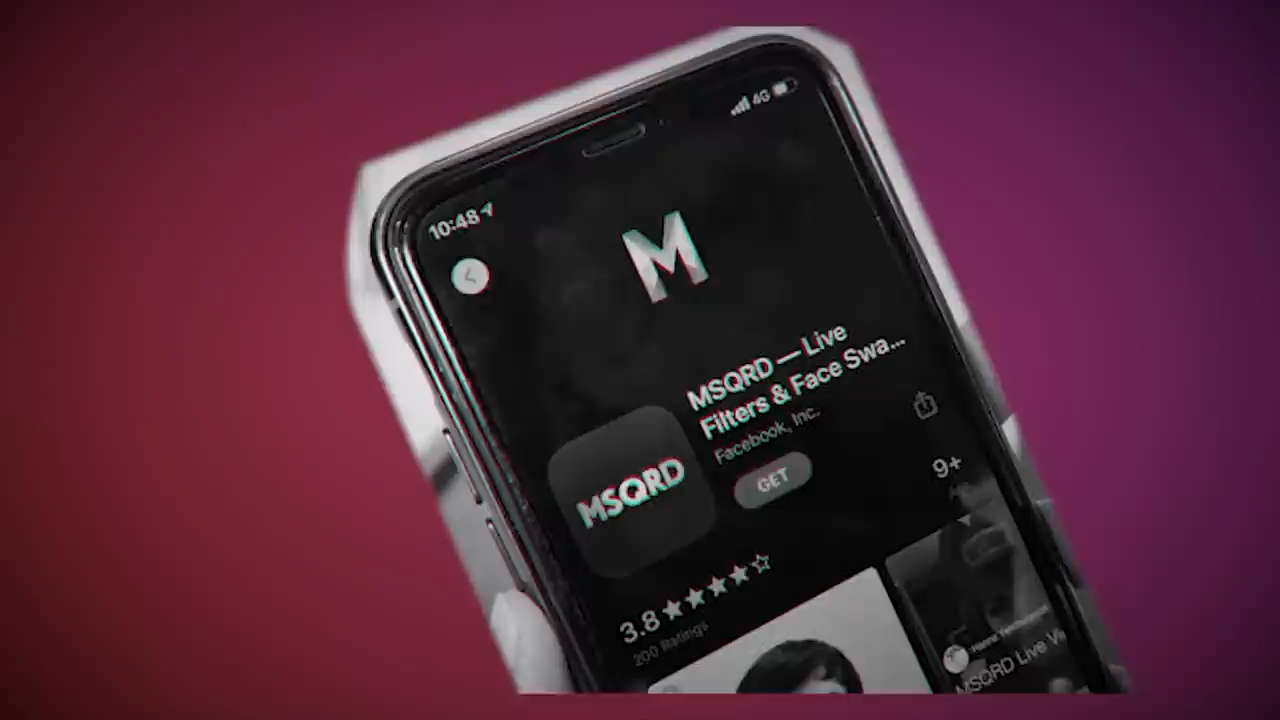 4G
10:48
M
MSQRD — Live
Filters & Face Swa...
Facebook, Inc.
GET
MSQRD
9+
3.8
200 Ratings
MSQRD Live